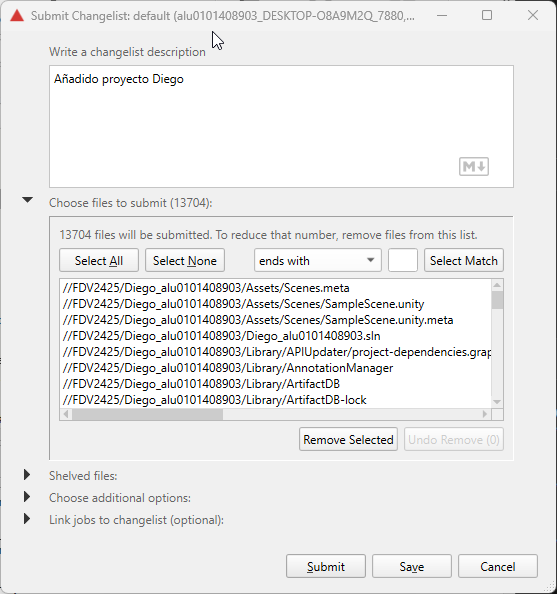 Submit Changelist: default (alu0101408903_DESKTOP-O8A9M2Q_7880,...
Write a changelist description
Añadido proyecto Diego
M
Choose files to submit (13704):
13704 files will be submitted. To reduce that number, remove files from this list.
Select All
Select None
ends with
Select Match
//FDV2425/Diego_alu0101408903/Assets/Scenes.meta
//FDV2425/Diego_alu0101408903/Assets/Scenes/SampleScene.unity
//FDV2425/Diego_alu0101408903/Assets/Scenes/SampleScene.unity.meta
//FDV2425/Diego_alu0101408903/Diego_alu0101408903.sln
//FDV2425/Diego_alu0101408903/Library/APIUpdater/project-dependencies.grap
//FDV2425/Diego_alu0101408903/Library/AnnotationManager
//FDV2425/Diego_alu0101408903/Library/ArtifactDB
//FDV2425/Diego_alu0101408903/Library/ArtifactDB-lock
Remove Selected
Undo Remove (0)
Shelved files:
Choose additional options:
Link jobs to changelist (optional):
Submit
Save
Cancel